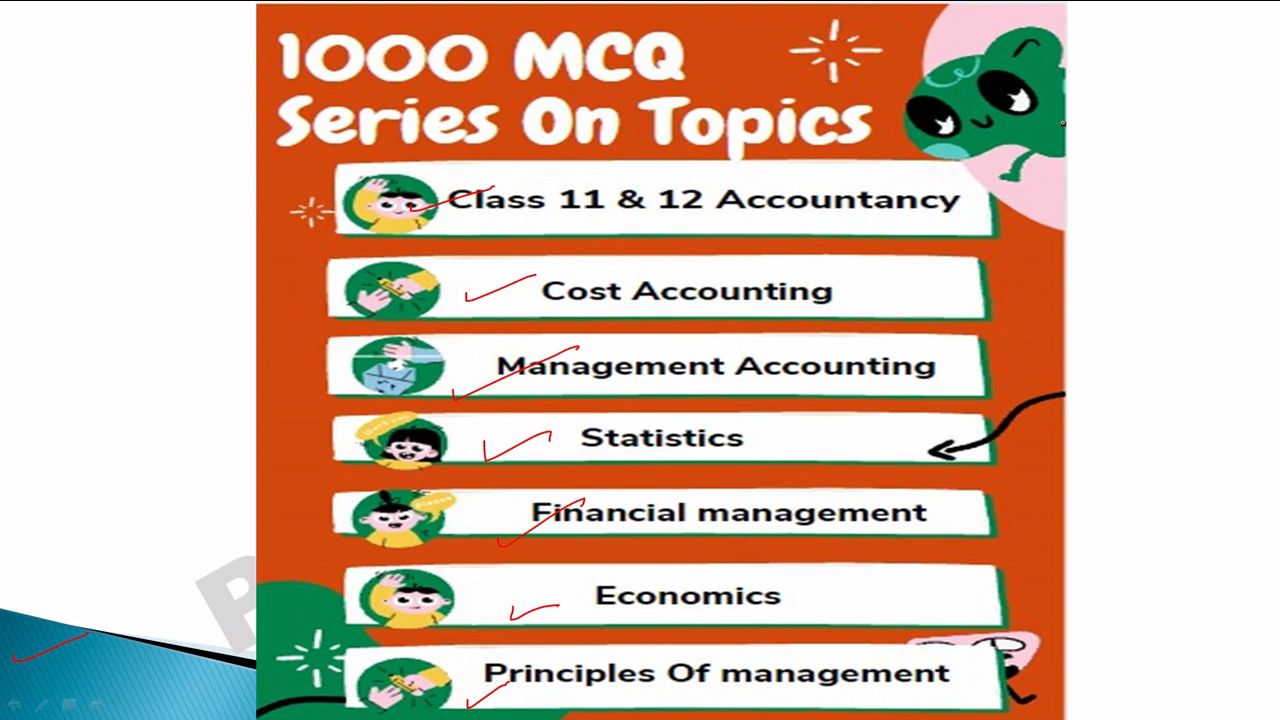 1000 MCQ
Series On Topics
Class 11 & 12 Accountancy
Cost Accounting
Management Accounting
Statistics
Financial management
Economics
Principles Of management